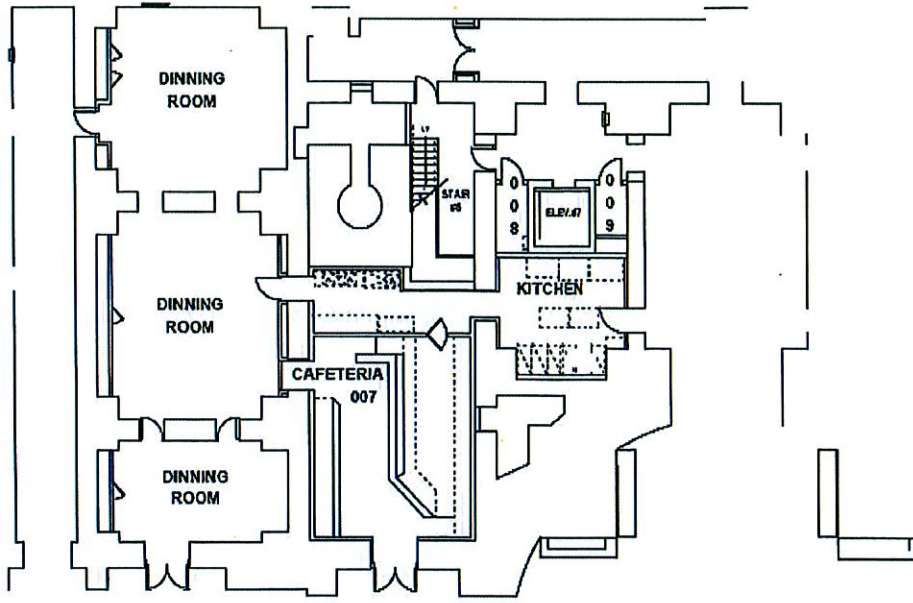 DINNING
ROOM
STAIR
#8
0
0
8
ELEV.#7
0
0
9
DINNING
ROOM
KITCHEN
CAFETERIA
007
DINNING
ROOM